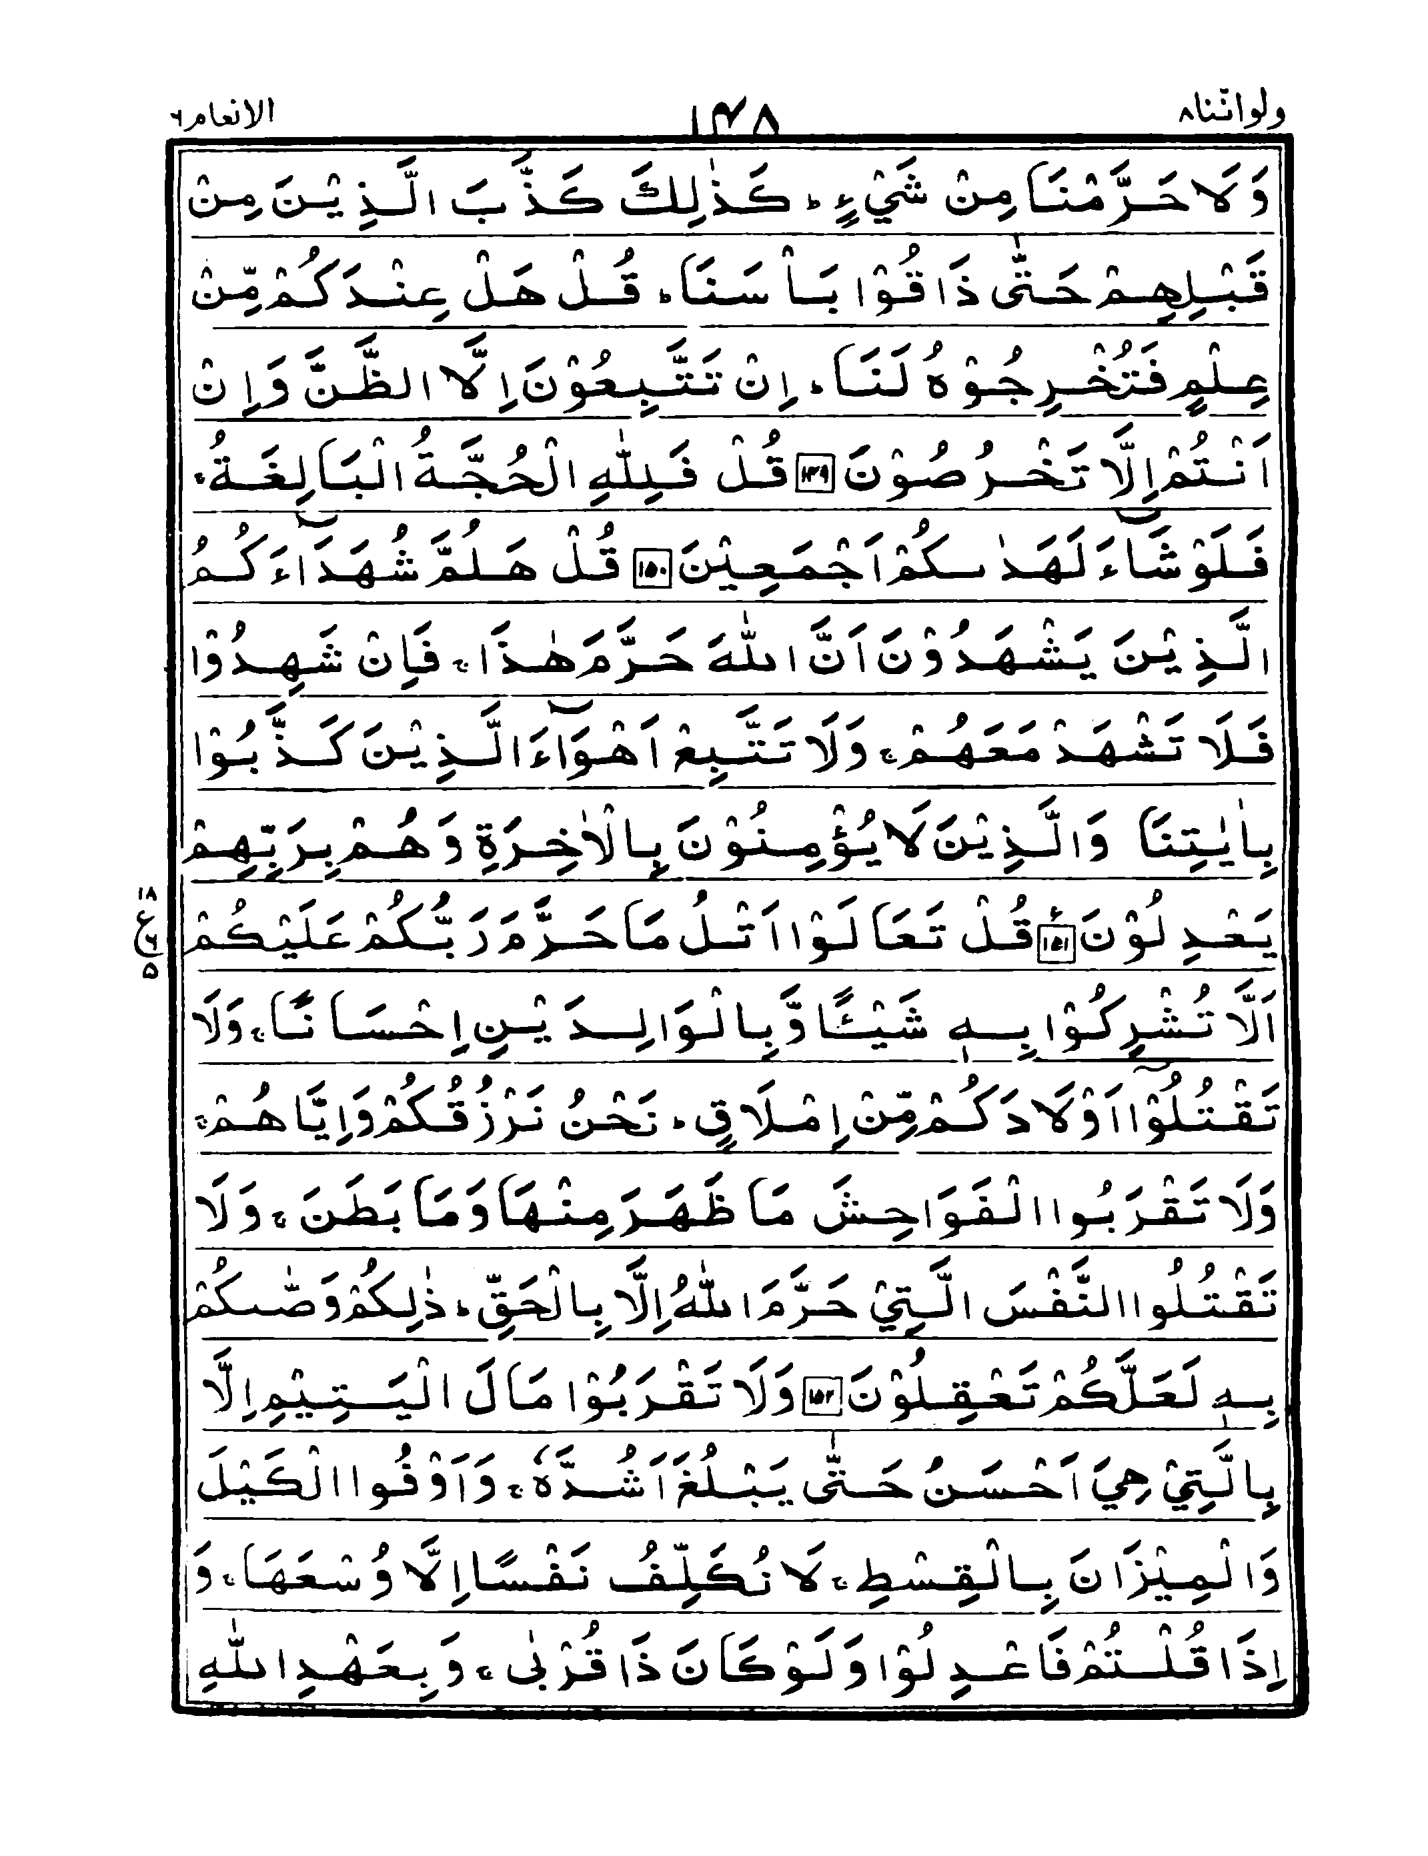 ولواننا ٨
١٤٨
الانعام ٦
وَلَا حَرَّمْنَا مِنْ شَيْءٍ ؕ كَذٰلِكَ كَذَّبَ الَّذِيْنَ مِنْ
قَبْلِهِمْ حَتّٰى ذَاقُوْا بَاْسَنَا ؕ قُلْ هَلْ عِنْدَكُمْ مِّنْ
عِلْمٍ فَتُخْرِجُوْهُ لَنَا ؕ اِنْ تَتَّبِعُوْنَ اِلَّا الظَّنَّ وَاِنْ
اَنْتُمْ اِلَّا تَخْرُصُوْنَ ١٤٩ قُلْ فَلِلّٰهِ الْحُجَّةُ الْبَالِغَةُ ۚ
فَلَوْ شَآءَ لَهَدٰىكُمْ اَجْمَعِيْنَ ١٥٠ قُلْ هَلُمَّ شُهَدَآءَكُمُ
الَّذِيْنَ يَشْهَدُوْنَ اَنَّ اللّٰهَ حَرَّمَ هٰذَا ۚ فَاِنْ شَهِدُوْا
فَلَا تَشْهَدْ مَعَهُمْ ۚ وَلَا تَتَّبِعْ اَهْوَآءَ الَّذِيْنَ كَذَّبُوْا
بِاٰيٰتِنَا وَالَّذِيْنَ لَا يُؤْمِنُوْنَ بِالْاٰخِرَةِ وَهُمْ بِرَبِّهِمْ
يَعْدِلُوْنَ ١٥١ قُلْ تَعَالَوْا اَتْلُ مَا حَرَّمَ رَبُّكُمْ عَلَيْكُمْ
١٨
ع
٦
٥
اَلَّا تُشْرِكُوْا بِهٖ شَيْـًٔا وَّبِالْوَالِدَيْنِ اِحْسَانًا ۚ وَلَا
تَقْتُلُوْٓا اَوْلَادَكُمْ مِّنْ اِمْلَاقٍ ؕ نَحْنُ نَرْزُقُكُمْ وَاِيَّاهُمْ ۚ
وَلَا تَقْرَبُوا الْفَوَاحِشَ مَا ظَهَرَ مِنْهَا وَمَا بَطَنَ ۚ وَلَا
تَقْتُلُوا النَّفْسَ الَّتِيْ حَرَّمَ اللّٰهُ اِلَّا بِالْحَقِّ ؕ ذٰلِكُمْ وَصّٰىكُمْ
بِهٖ لَعَلَّكُمْ تَعْقِلُوْنَ ١٥٢ وَلَا تَقْرَبُوْا مَالَ الْيَتِيْمِ اِلَّا
بِالَّتِيْ هِيَ اَحْسَنُ حَتّٰى يَبْلُغَ اَشُدَّهٗ ۚ وَاَوْفُوا الْكَيْلَ
وَالْمِيْزَانَ بِالْقِسْطِ ۚ لَا نُكَلِّفُ نَفْسًا اِلَّا وُسْعَهَا ۚ وَ
اِذَا قُلْتُمْ فَاعْدِلُوْا وَلَوْ كَانَ ذَا قُرْبٰى ۚ وَبِعَهْدِ اللّٰهِ